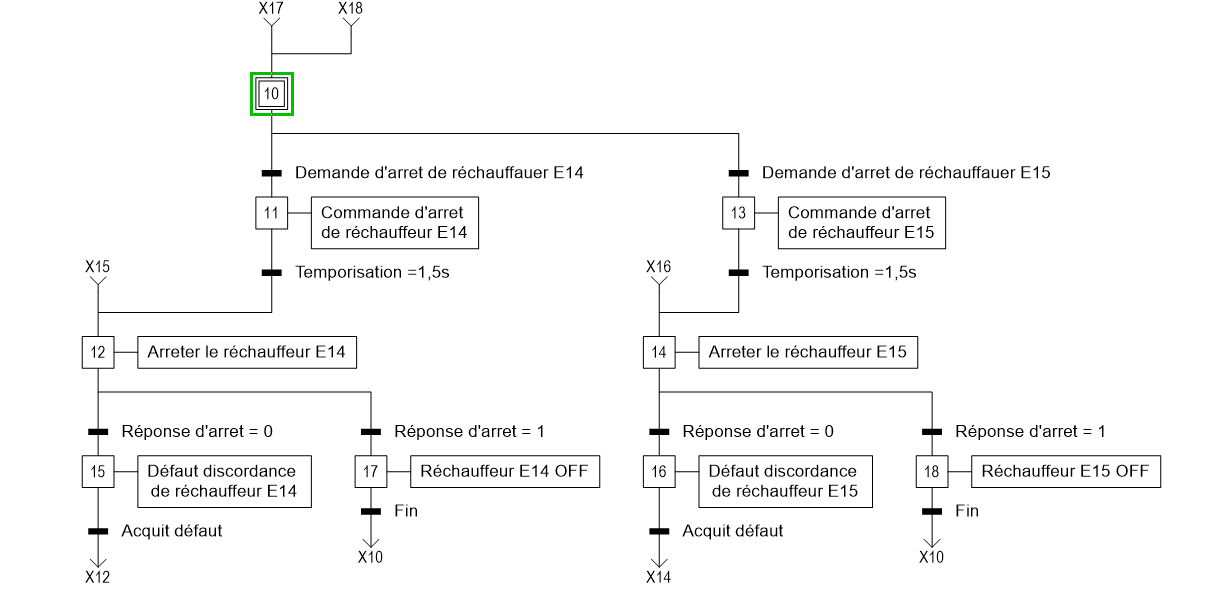 X17
X18
10
Demande d'arret de réchauffauer E14
Demande d'arret de réchauffauer E15
11
Commande d'arret
de réchauffeur E14
13
Commande d'arret
de réchauffeur E15
X15
Temporisation =1,5s
X16
Temporisation =1,5s
12
Arreter le réchauffeur E14
14
Arreter le réchauffeur E15
Réponse d'arret = 0
Réponse d'arret = 1
Réponse d'arret = 0
Réponse d'arret = 1
15
Défaut discordance
de réchauffeur E14
17
Réchauffeur E14 OFF
16
Défaut discordance
de réchauffeur E15
18
Réchauffeur E15 OFF
Fin
Fin
Acquit défaut
Acquit défaut
X10
X10
X12
X14